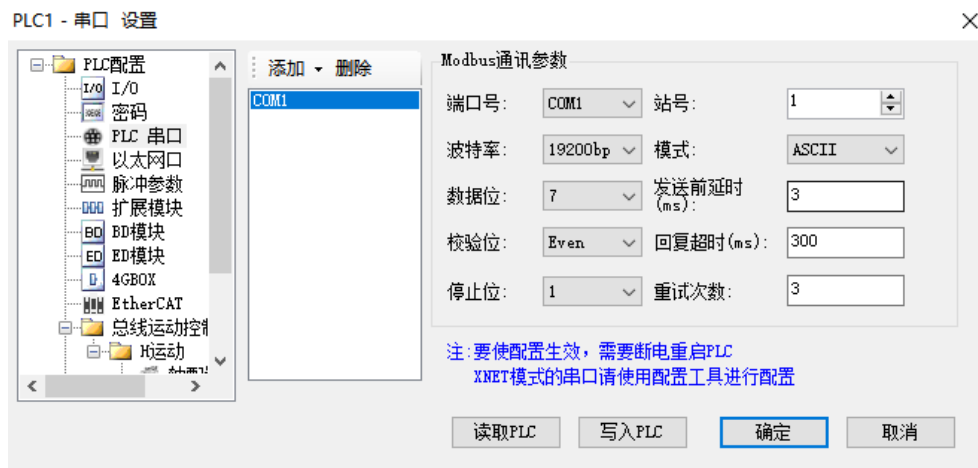 PLC1 - 串口 设置
PLC配置
I/O I/O
密码
PLC 串口
以太网口
脉冲参数
扩展模块
BD BD模块
ED ED模块
4GBOX
EtherCAT
总线运动控制
Hj运动
添加 删除
COM1
Modbus通讯参数
端口号: COM1 站号: 1
波特率: 19200bp 模式: ASCII
数据位: 7 发送前延时(ms): 3
校验位: Even 回复超时(ms): 300
停止位: 1 重试次数: 3
注:要使配置生效，需要断电重启PLC
XNET模式的串口请使用配置工具进行配置
读取PLC 写入PLC 确定 取消